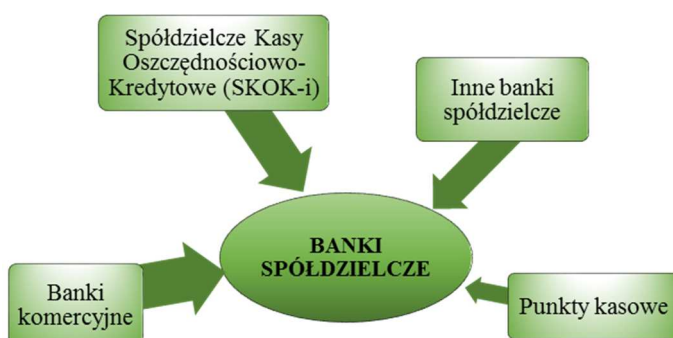 Spółdzielcze Kasy
Oszczędnościowo-
Kredytowe (SKOK-i)
Inne banki
spółdzielcze
BANKI
SPÓŁDZIELCZE
Banki
komercyjne
Punkty kasowe